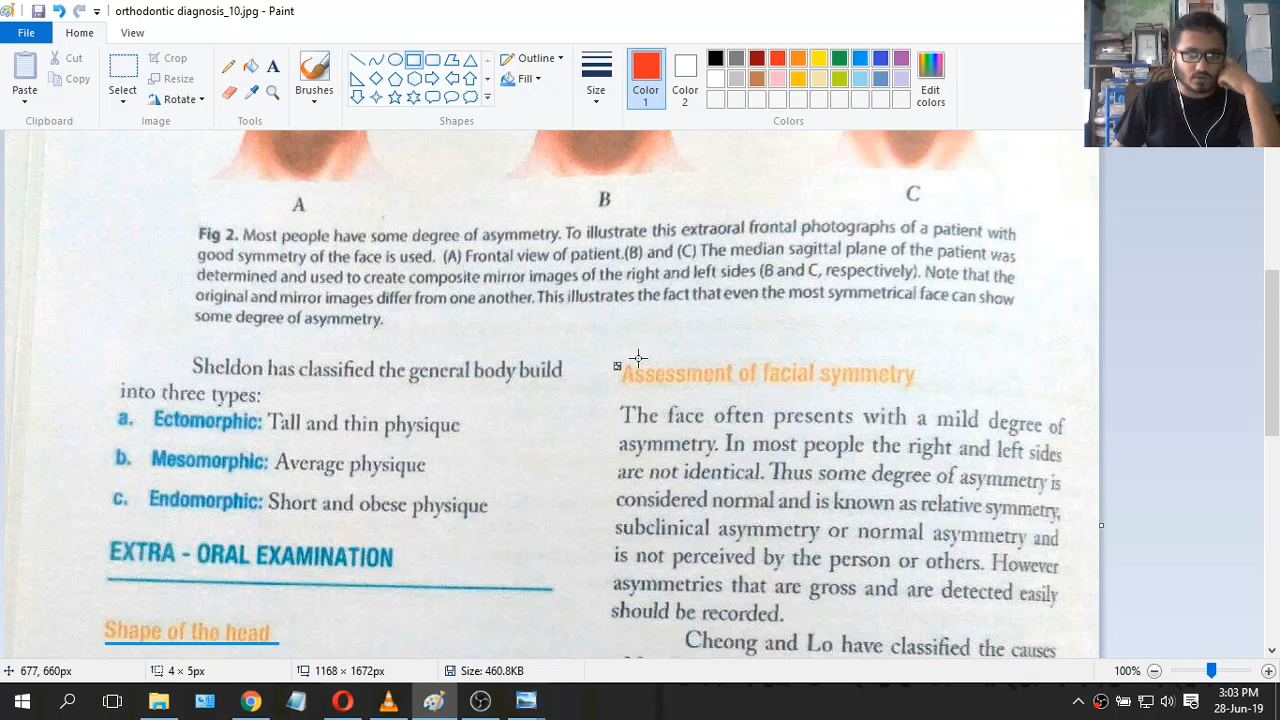 orthodontic diagnosis_10.jpg - Paint
File
Home
View
Paste
Cut
Copy
Clipboard
Select
Crop
Resize
Rotate
Image
A
Tools
Brushes
Outline
Fill
Shapes
Size
Color 1
Color 2
Edit colors
Colors
A
B
C
Fig 2. Most people have some degree of asymmetry. To illustrate this extraoral frontal photographs of a patient with
good symmetry of the face is used. (A) Frontal view of patient.(B) and (C) The median sagittal plane of the patient was
determined and used to create composite mirror images of the right and left sides (B and C, respectively). Note that the
original and mirror images differ from one another. This illustrates the fact that even the most symmetrical face can show
some degree of asymmetry.
Sheldon has classified the general body build
into three types:
a. Ectomorphic: Tall and thin physique
b. Mesomorphic: Average physique
c. Endomorphic: Short and obese physique
EXTRA - ORAL EXAMINATION
Shape of the head
Assessment of facial symmetry
The face often presents with a mild degree of
asymmetry. In most people the right and left sides
are not identical. Thus some degree of asymmetry is
considered normal and is known as relative symmetry,
subclinical asymmetry or normal asymmetry and
is not perceived by the person or others. However
asymmetries that are gross and are detected easily
should be recorded.
Cheong and Lo have classified the causes
677, 660px
4 × 5px
1168 × 1672px
Size: 460.8KB
100%
3:03 PM
28-Jun-19